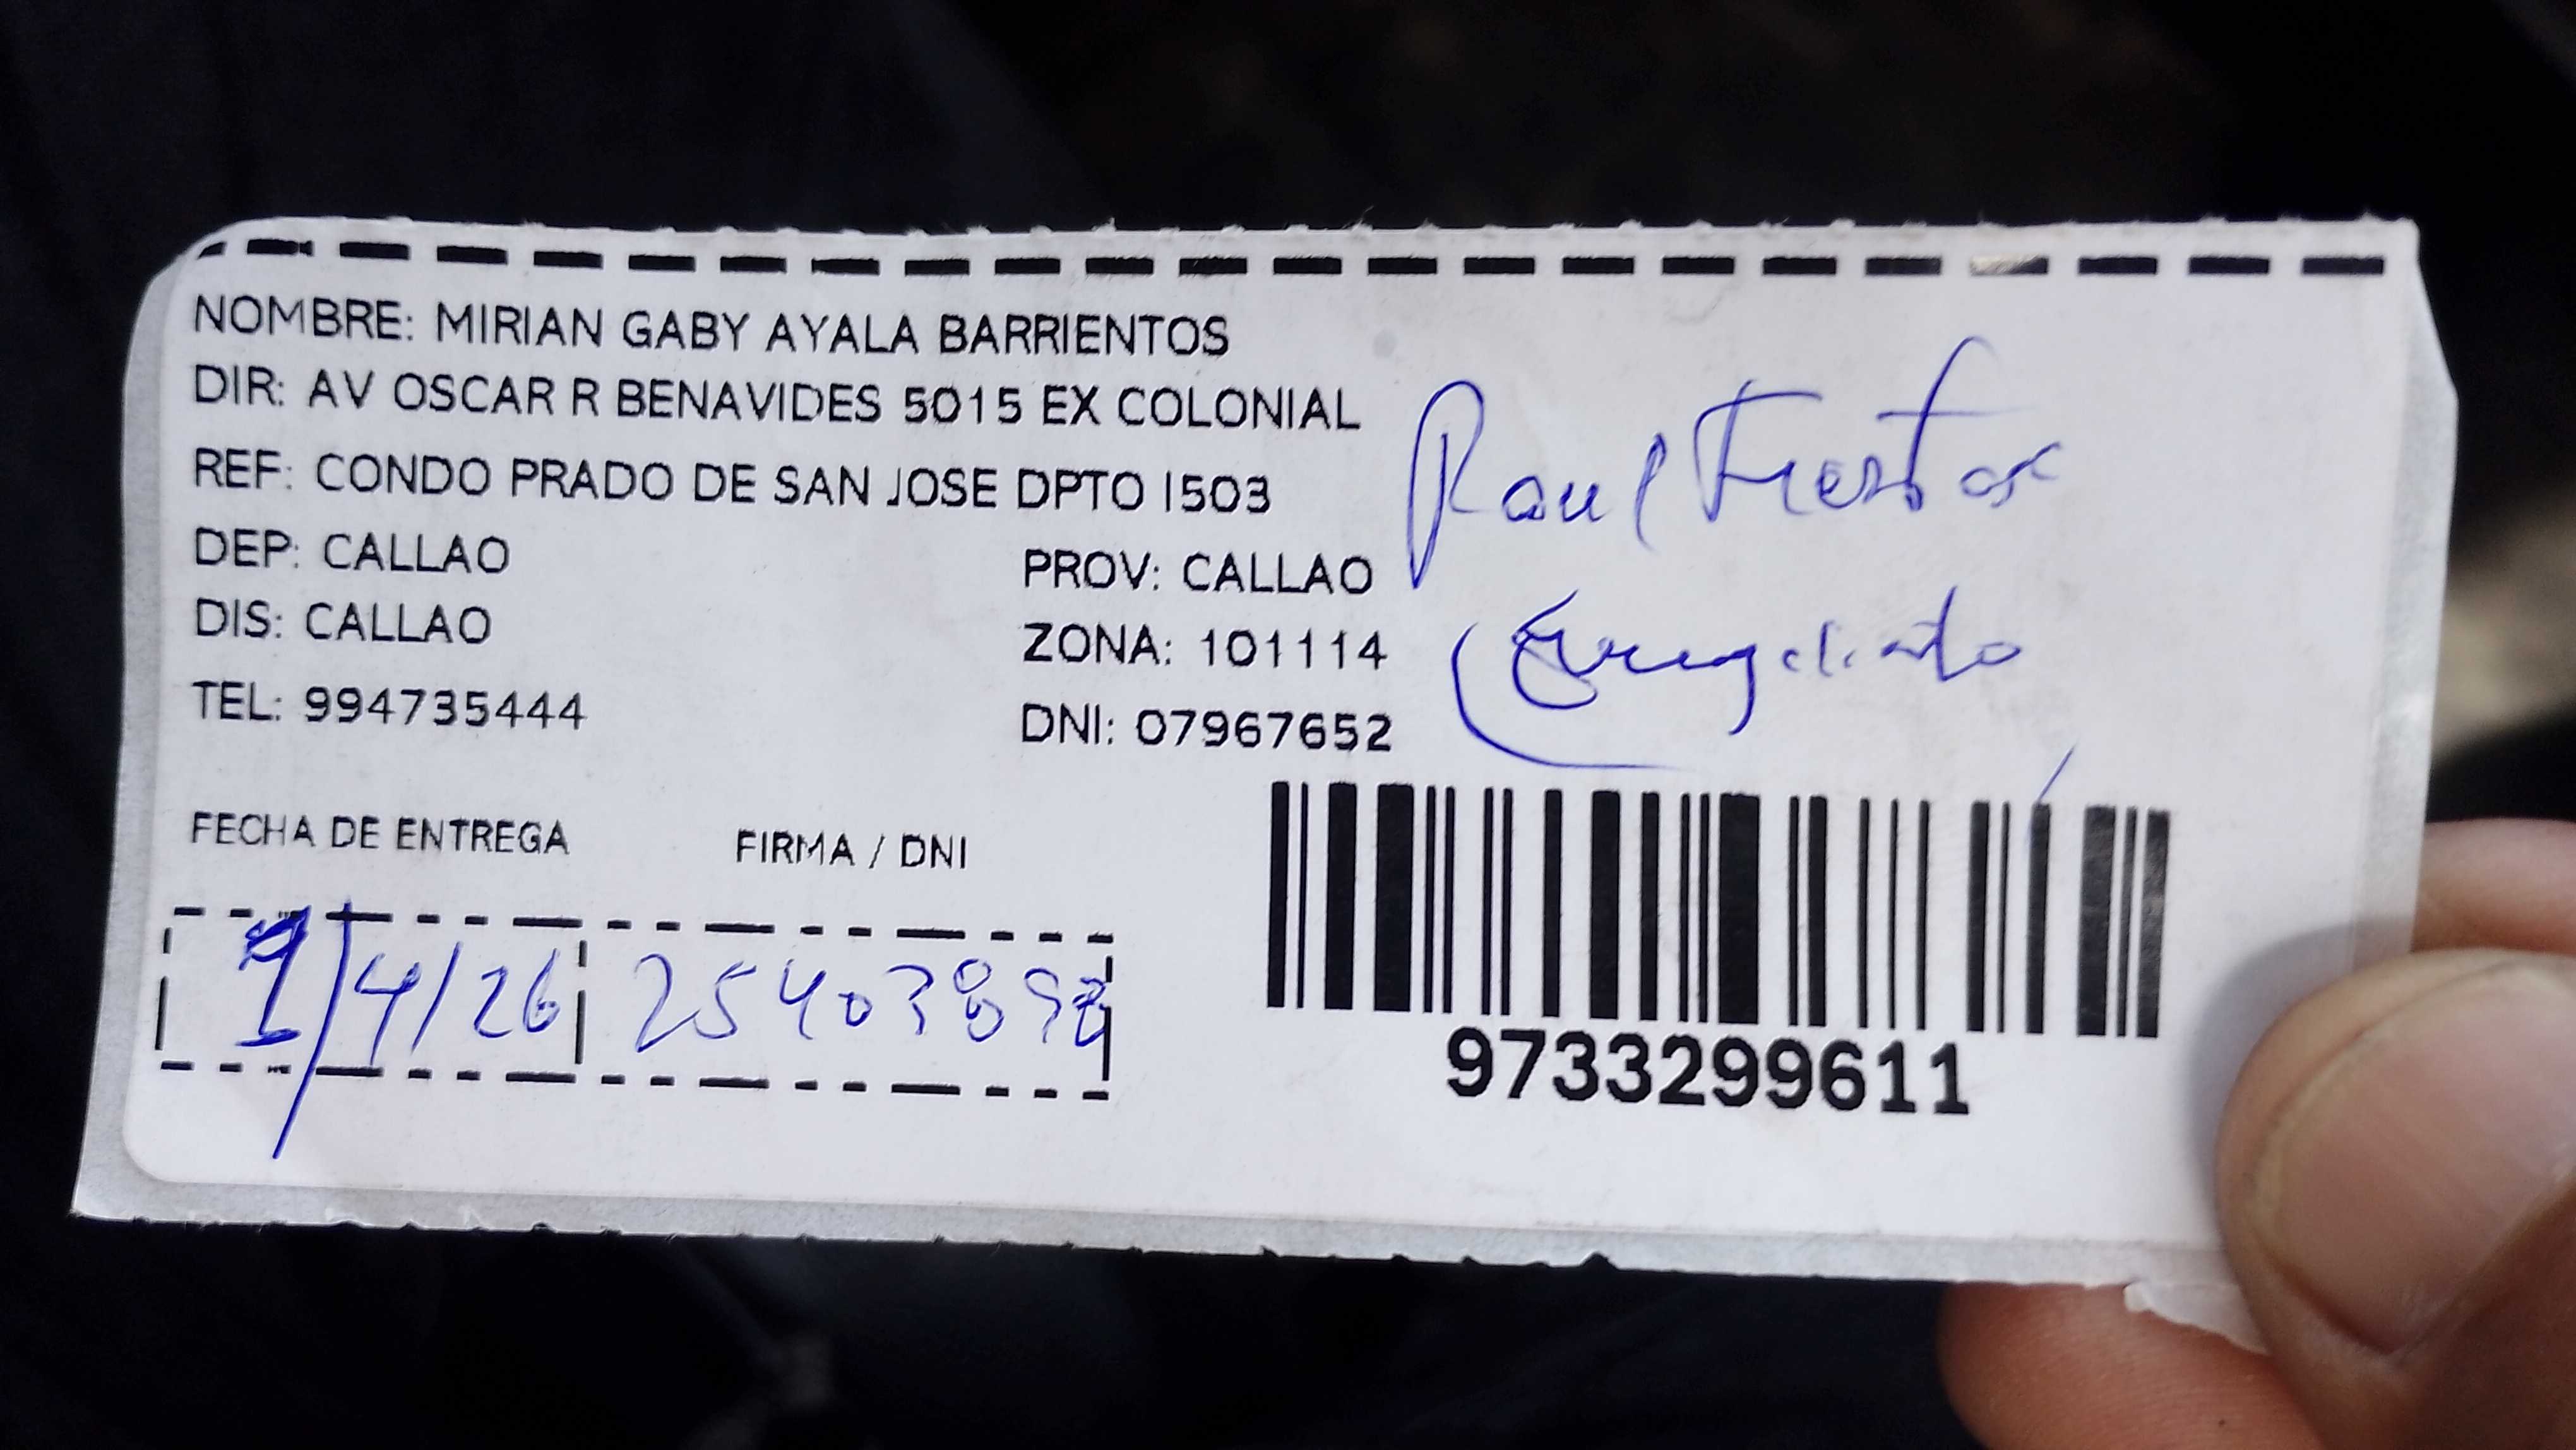 NOMBRE: MIRIAN GABY AYALA BARRIENTOS
DIR: AV OSCAR R BENAVIDES 5015 EX COLONIAL
REF: CONDO PRADO DE SAN JOSE DPTO I503
DEP: CALLAO
PROV: CALLAO
DIS: CALLAO
ZONA: 101114
TEL: 994735444
DNI: 07967652
Raul
FECHA DE ENTREGA
FIRMA / DNI
/4/26
9733299611